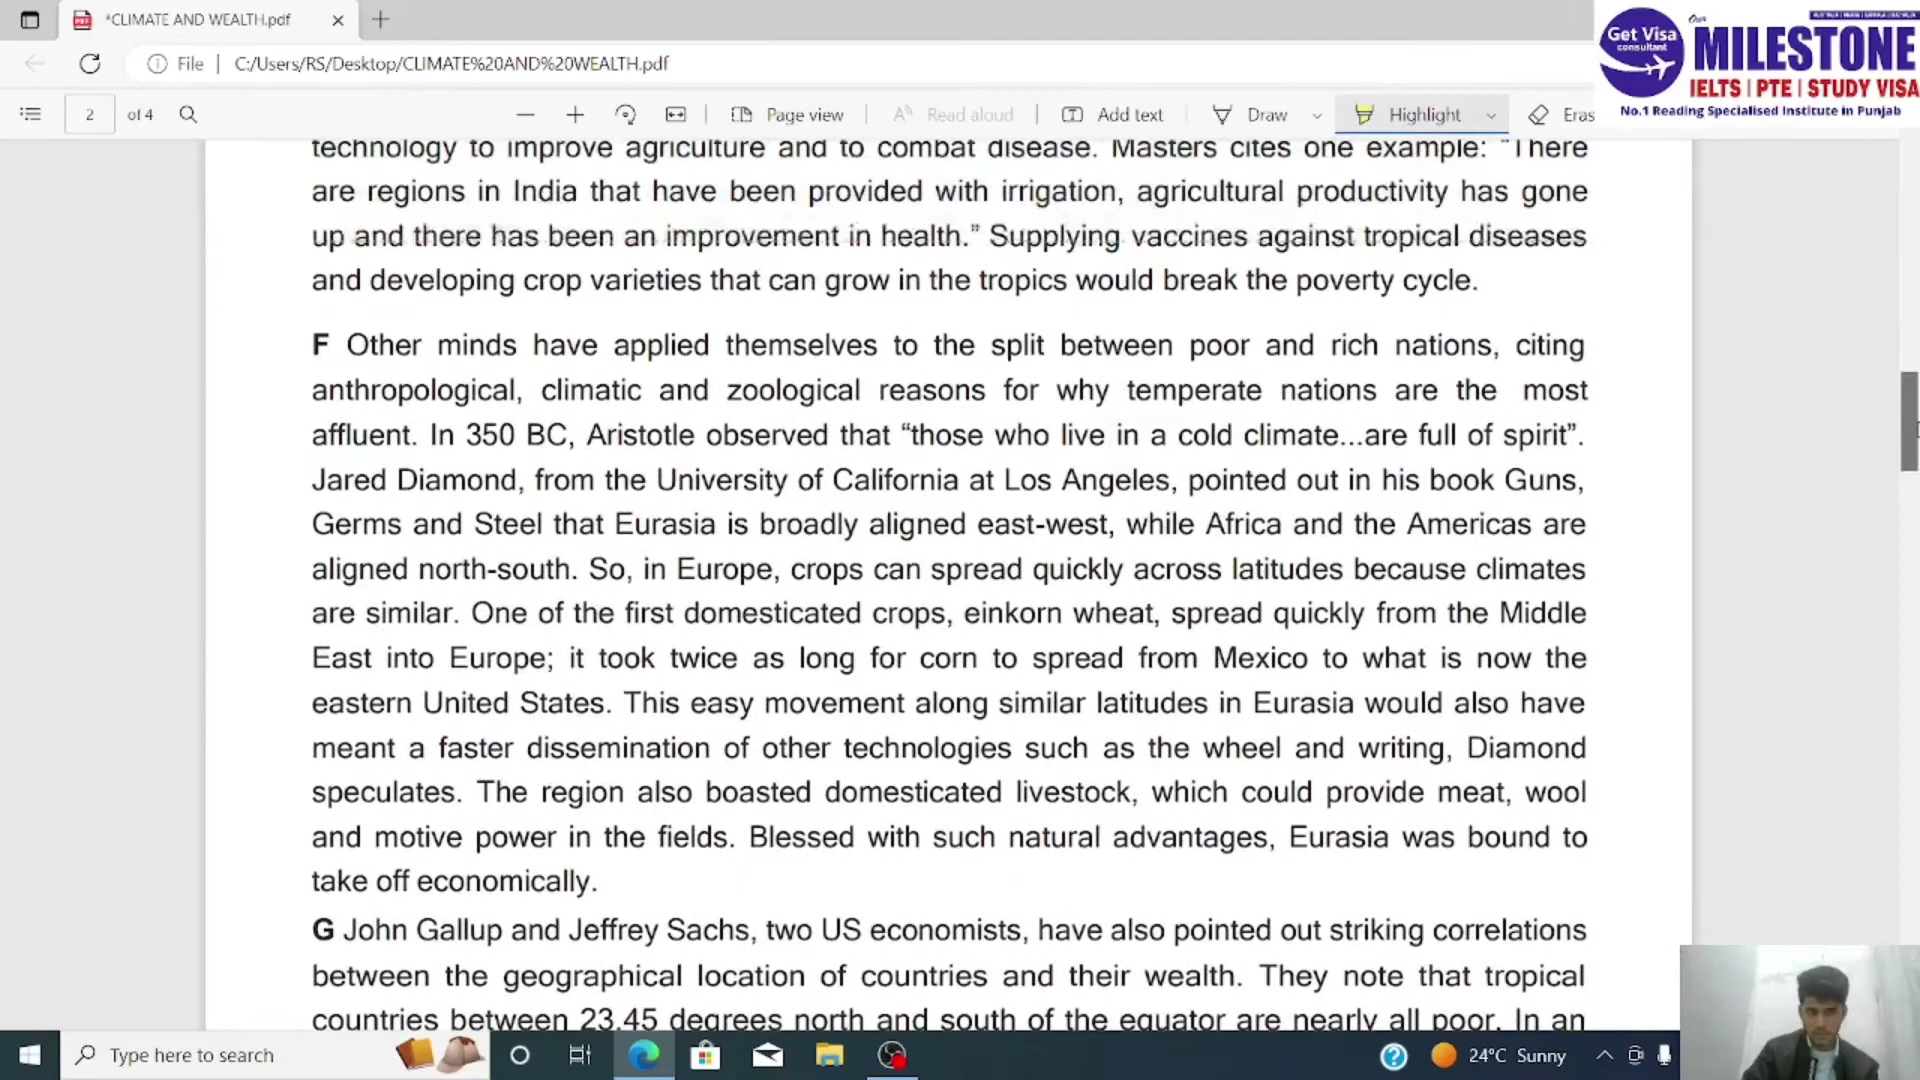 *CLIMATE AND WEALTH.pdf
File
C:/Users/RS/Desktop/CLIMATE%20AND%20WEALTH.pdf
2 of 4
Page view
Read aloud
Add text
Draw
Highlight
Eras
Our
Get Visa
consultant
MILESTONE
IELTS | PTE | STUDY VISA
No.1 Reading Specialised Institute in Punjab
technology to improve agriculture and to combat disease. Masters cites one example: “There
are regions in India that have been provided with irrigation, agricultural productivity has gone
up and there has been an improvement in health.” Supplying vaccines against tropical diseases
and developing crop varieties that can grow in the tropics would break the poverty cycle.
F Other minds have applied themselves to the split between poor and rich nations, citing
anthropological, climatic and zoological reasons for why temperate nations are the most
affluent. In 350 BC, Aristotle observed that “those who live in a cold climate...are full of spirit”.
Jared Diamond, from the University of California at Los Angeles, pointed out in his book Guns,
Germs and Steel that Eurasia is broadly aligned east-west, while Africa and the Americas are
aligned north-south. So, in Europe, crops can spread quickly across latitudes because climates
are similar. One of the first domesticated crops, einkorn wheat, spread quickly from the Middle
East into Europe; it took twice as long for corn to spread from Mexico to what is now the
eastern United States. This easy movement along similar latitudes in Eurasia would also have
meant a faster dissemination of other technologies such as the wheel and writing, Diamond
speculates. The region also boasted domesticated livestock, which could provide meat, wool
and motive power in the fields. Blessed with such natural advantages, Eurasia was bound to
take off economically.
G John Gallup and Jeffrey Sachs, two US economists, have also pointed out striking correlations
between the geographical location of countries and their wealth. They note that tropical
countries between 23.45 degrees north and south of the equator are nearly all poor. In an
Type here to search
24°C Sunny